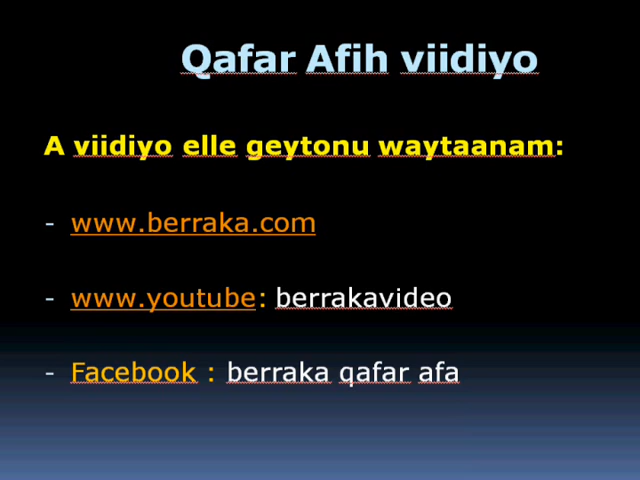 Qafar Afih viidiyo
A viidiyo elle geytonu waytaanam:
- www.berraka.com
- www.youtube: berrakavideo
- Facebook : berraka qafar afa